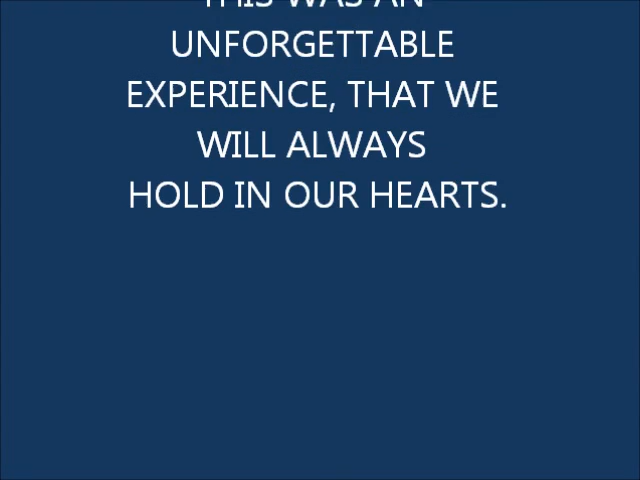 THIS WAS AN
UNFORGETTABLE
EXPERIENCE, THAT WE
WILL ALWAYS
HOLD IN OUR HEARTS.